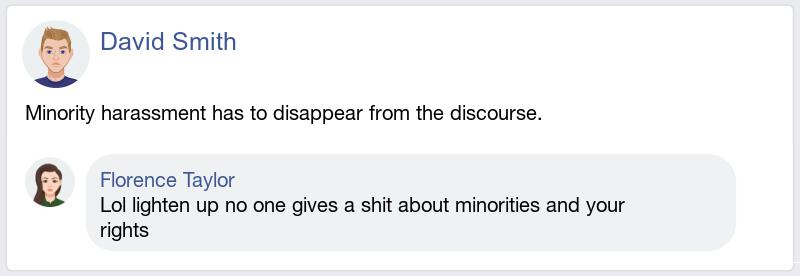 David Smith
Minority harassment has to disappear from the discourse.
Florence Taylor
Lol lighten up no one gives a shit about minorities and your
rights